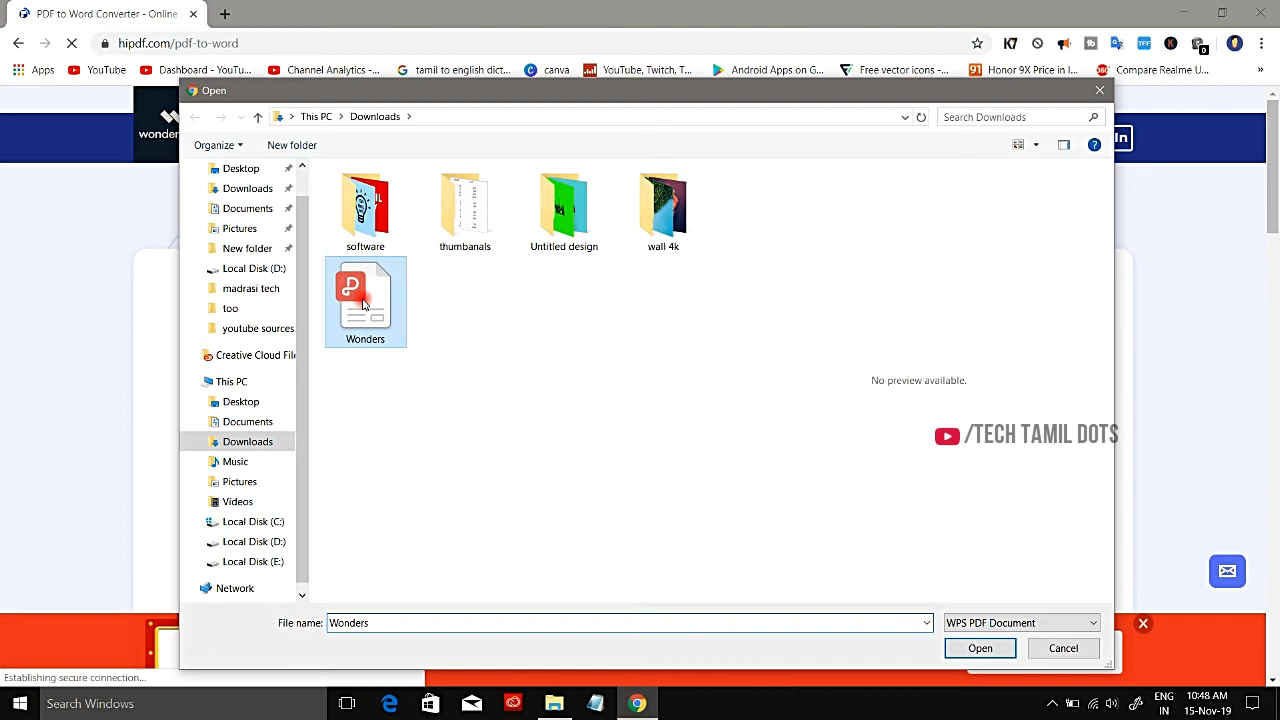 PDF to Word Converter - Online
hipdf.com/pdf-to-word
Apps
YouTube
Dashboard - YouTu...
Channel Analytics -...
tamil to english dict...
canva
YouTube, Twitch, T...
Android Apps on G...
Free vector icons -...
Honor 9X Price in I...
Compare Realme U...
Open
This PC
Downloads
Search Downloads
Organize
New folder
Desktop
Downloads
Documents
Pictures
New folder
Local Disk (D:)
madrasi tech
too
youtube sources
Creative Cloud File
This PC
Desktop
Documents
Downloads
Music
Pictures
Videos
Local Disk (C:)
Local Disk (D:)
Local Disk (E:)
Network
software
thumbanals
Untitled design
wall 4k
Wonders
No preview available.
/TECH TAMIL DOTS
File name:
Wonders
WPS PDF Document
Open
Cancel
Establishing secure connection...
Search Windows
ENG
IN
10:48 AM
15-Nov-19